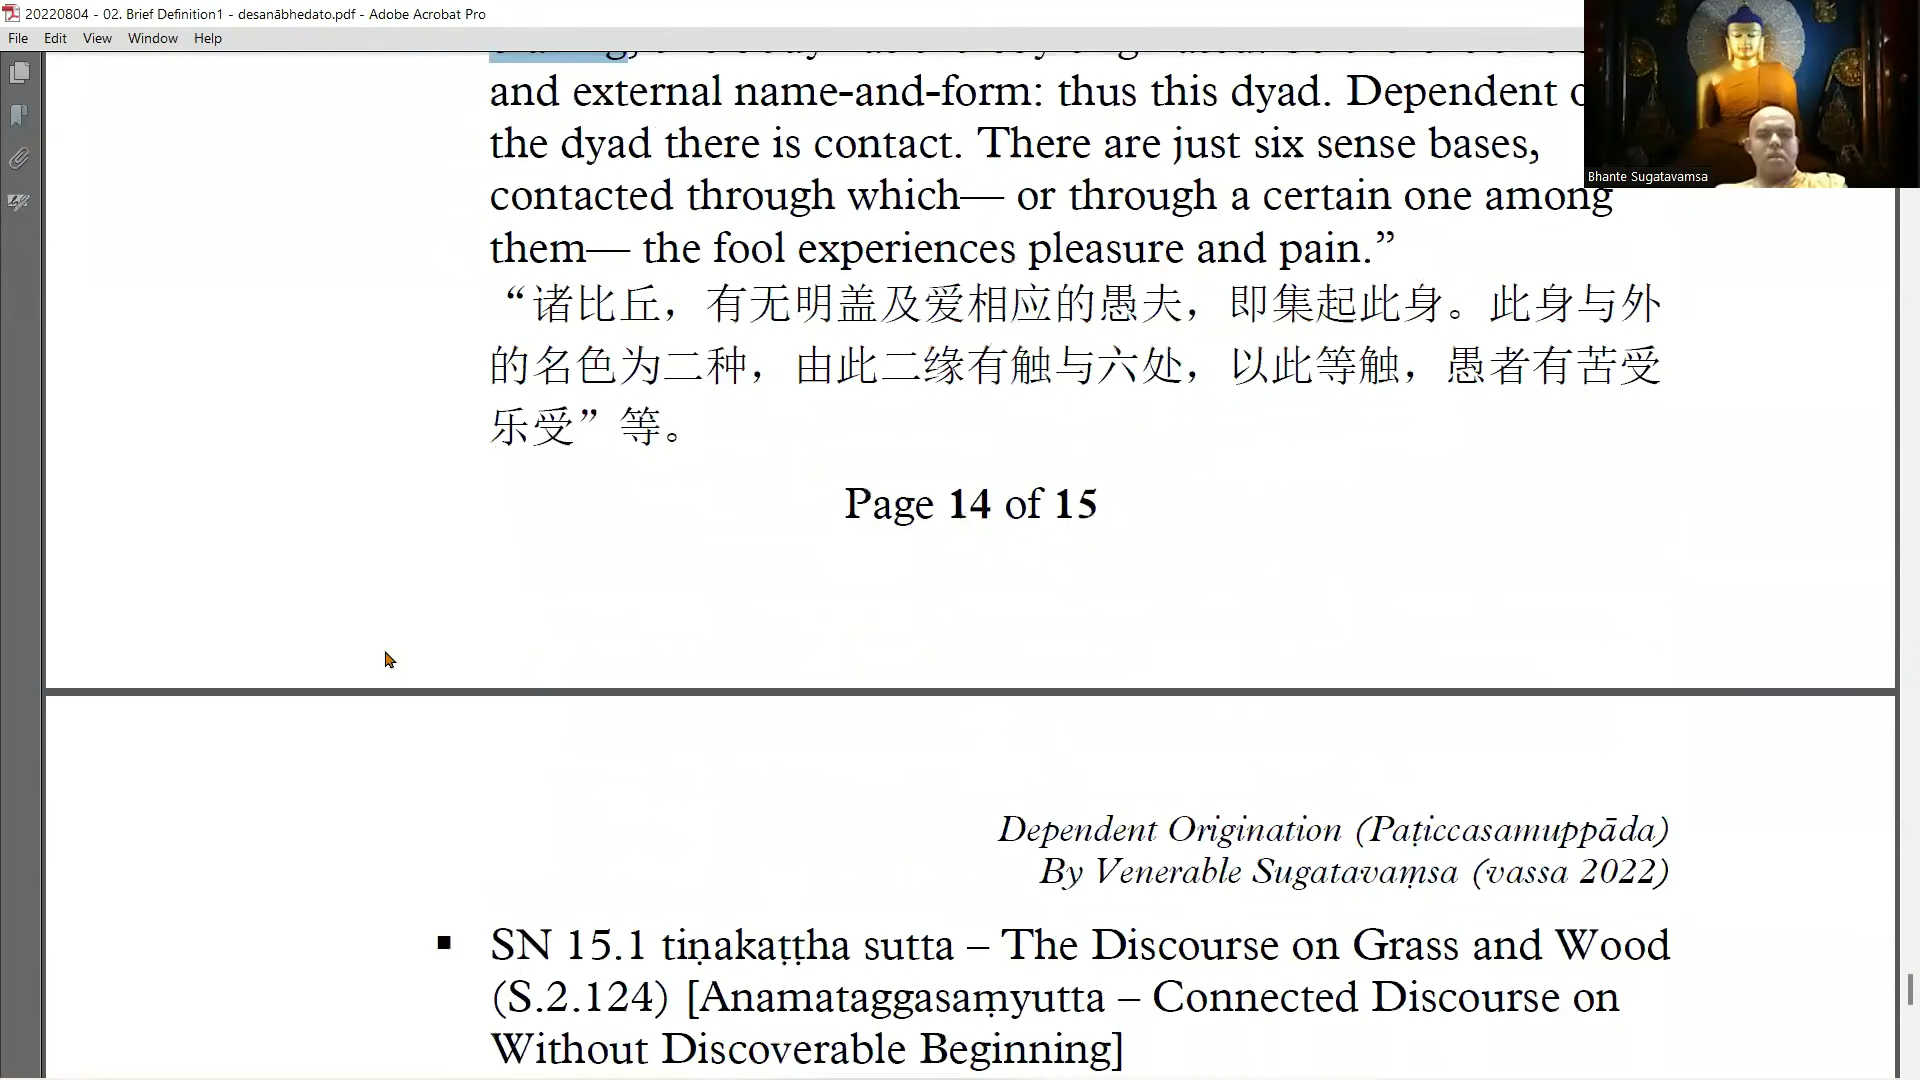 20220804 - 02. Brief Definition1 - desanābhedato.pdf - Adobe Acrobat Pro
File Edit View Window Help
Bhante Sugatavamsa
and external name-and-form: thus this dyad. Dependent
the dyad there is contact. There are just six sense bases,
contacted through which— or through a certain one among
them— the fool experiences pleasure and pain.”
“诸比丘，有无明盖及爱相应的愚夫，即集起此身。此身与外
的名色为二种，由此二缘有触与六处，以此等触，愚者有苦受
乐受”等。
Page 14 of 15
Dependent Origination (Paṭiccasamuppāda)
By Venerable Sugatavaṃsa (vassa 2022)
▪ SN 15.1 tiṇakaṭṭha sutta – The Discourse on Grass and Wood
(S.2.124) [Anamataggasaṃyutta – Connected Discourse on
Without Discoverable Beginning]